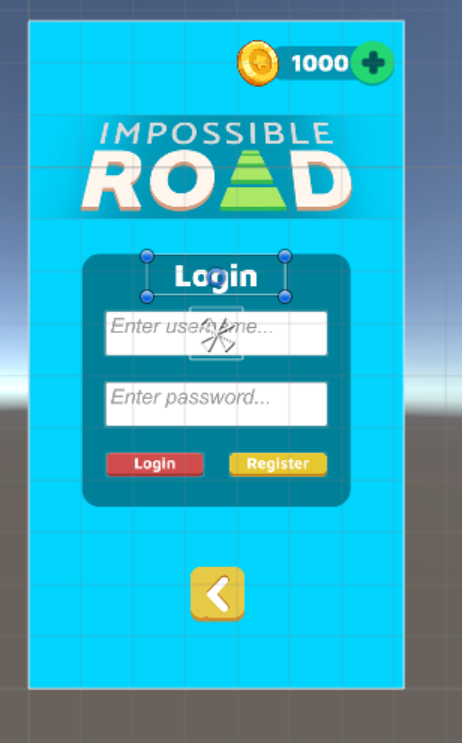 1000
IMPOSSIBLE
ROAD
Login
Enter username...
Enter password...
Login
Register